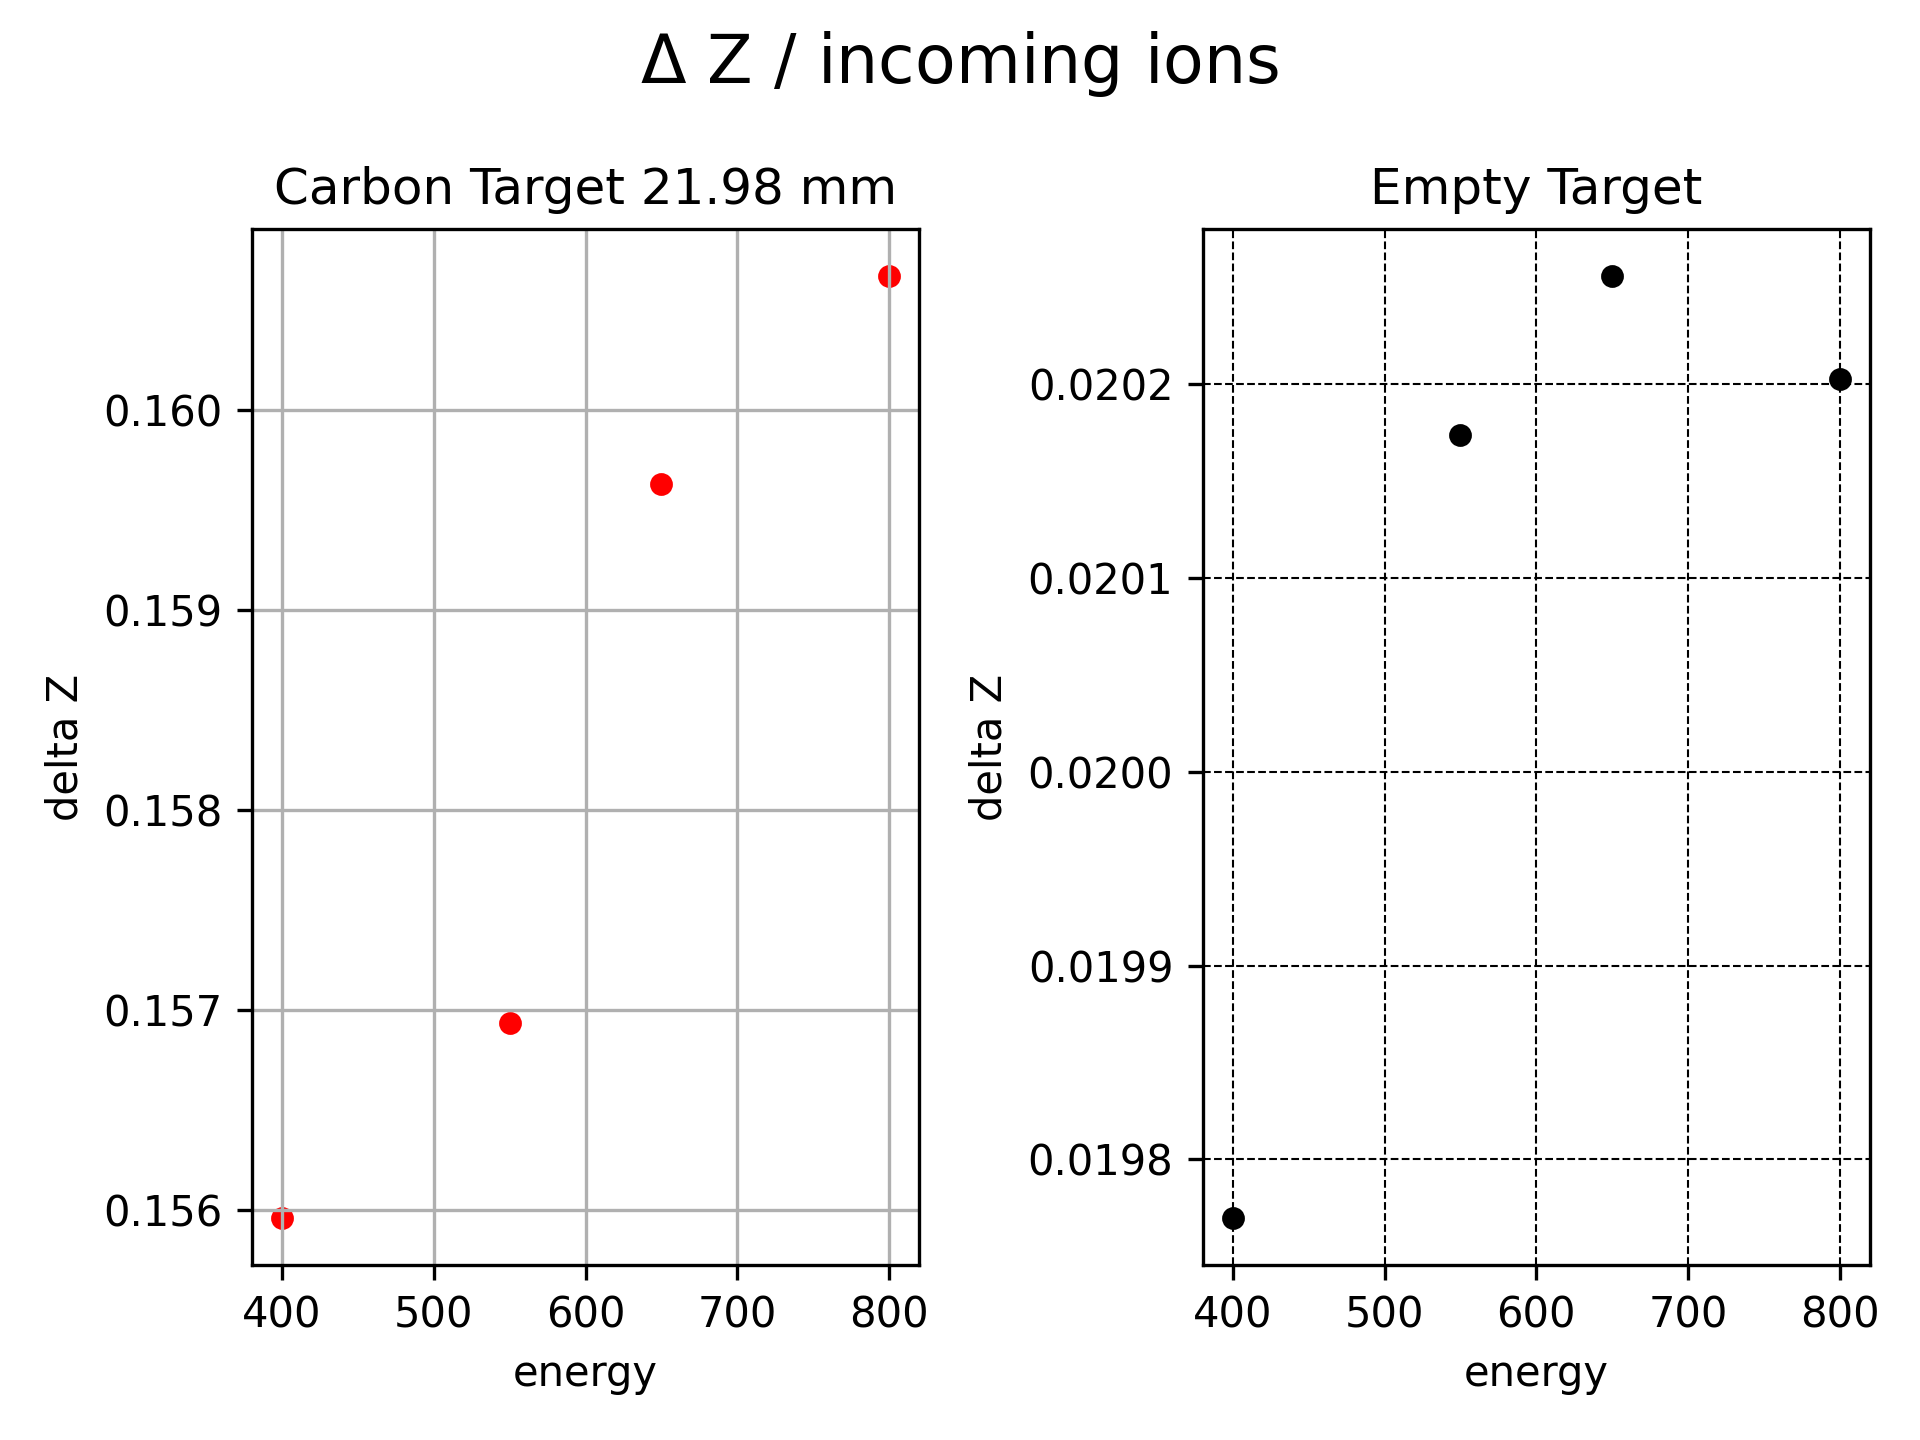 Δ Z / incoming ions
Carbon Target 21.98 mm
delta Z
0.160
0.159
0.158
0.157
0.156
400 500 600 700 800
energy
Empty Target
delta Z
0.0202
0.0201
0.0200
0.0199
0.0198
400 500 600 700 800
energy